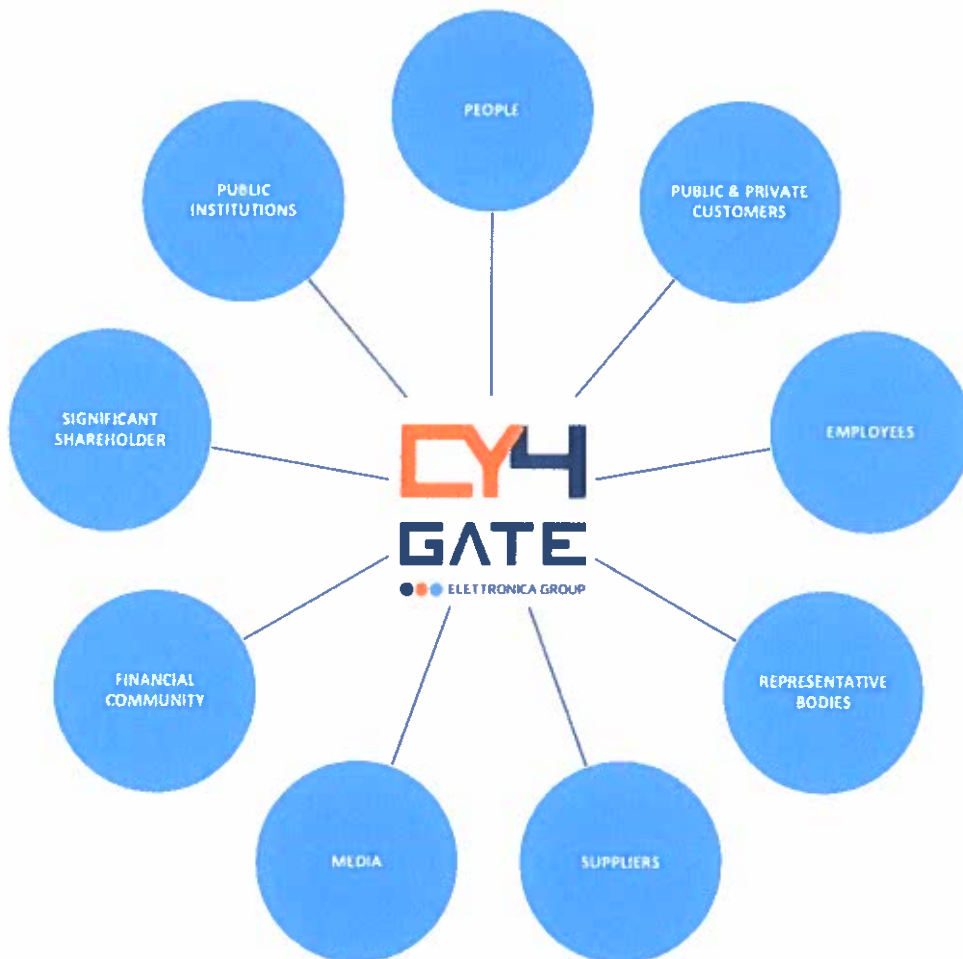 PEOPLE
PUBLIC
INSTITUTIONS
PUBLIC & PRIVATE
CUSTOMERS
SIGNIFICANT
SHAREHOLDER
EMPLOYEES
CY4
GATE
ELETTRONICA GROUP
FINANCIAL
COMMUNITY
REPRESENTATIVE
BODIES
MEDIA
SUPPLIERS